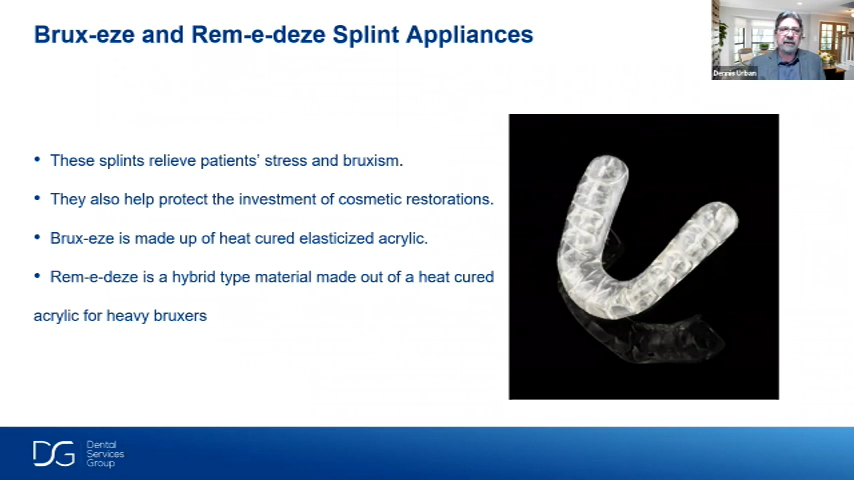 Brux-eze and Rem-e-deze Splint Appliances
Dennis Urban
• These splints relieve patients’ stress and bruxism.
• They also help protect the investment of cosmetic restorations.
• Brux-eze is made up of heat cured elasticized acrylic.
• Rem-e-deze is a hybrid type material made out of a heat cured
acrylic for heavy bruxers
DG
Dental
Services
Group